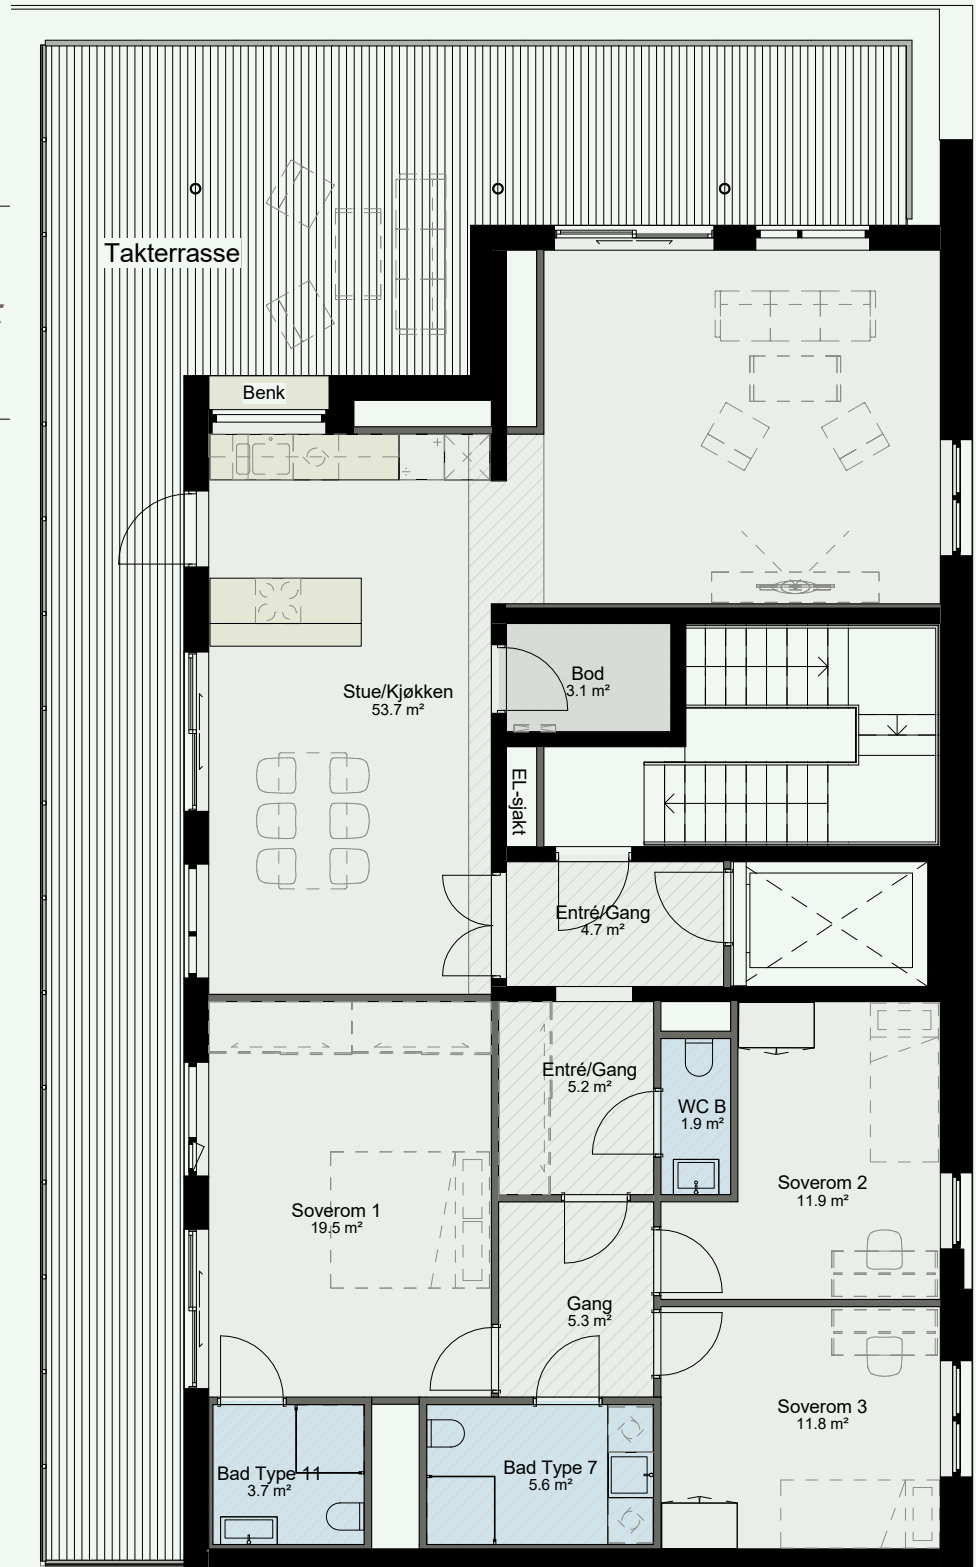 Takterrasse
Benk
Stue/Kjøkken
53.7 m²
Bod
3.1 m²
EL-sjakt
Entré/Gang
4.7 m²
Entré/Gang
5.2 m²
WC B
1.9 m²
Soverom 2
11.9 m²
Soverom 1
19.5 m²
Gang
5.3 m²
Soverom 3
11.8 m²
Bad Type 11
3.7 m²
Bad Type 7
5.6 m²